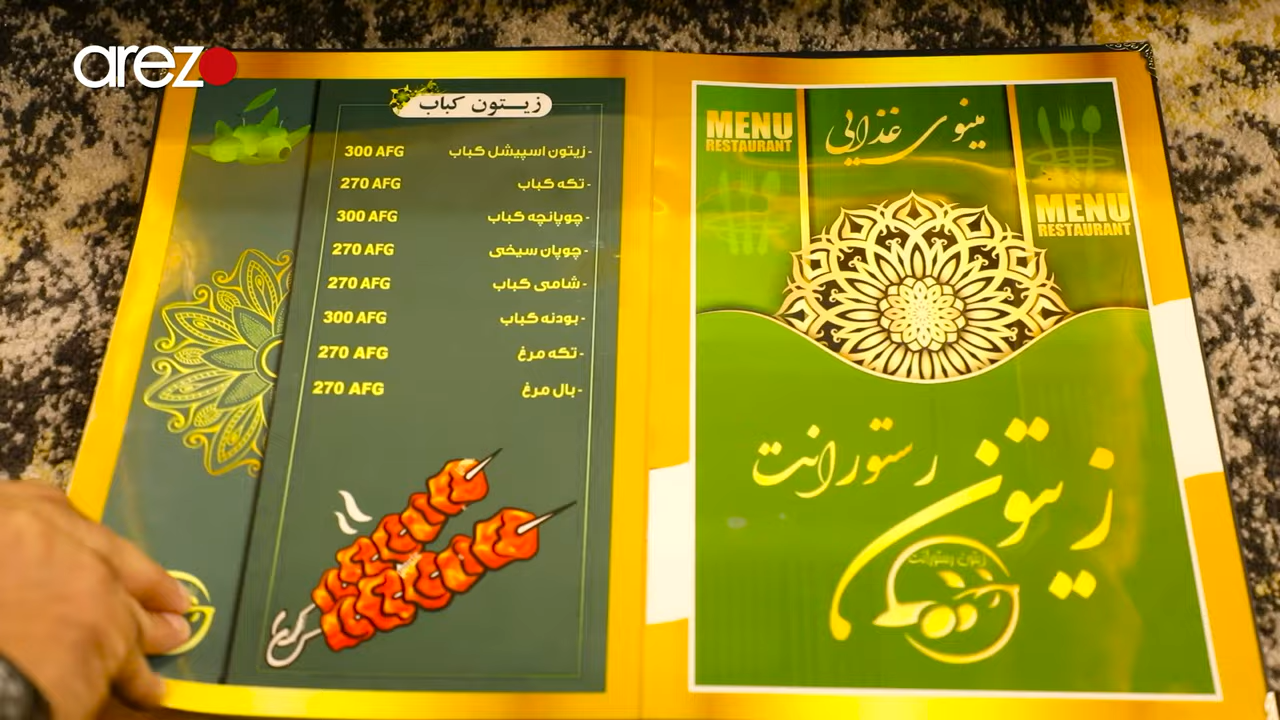 arezo
زیتون کباب
- زیتون اسپیشل کباب 300 AFG
- تکه کباب 270 AFG
- چوپانچه کباب 300 AFG
- چوپان سیخی 270 AFG
- شامی کباب 270 AFG
- بودنه کباب 300 AFG
- تکه مرغ 270 AFG
- بال مرغ 270 AFG
MENU
RESTAURANT
مینوی غذایی
MENU
RESTAURANT
زیتون رستورانت
زیتون رستورانت